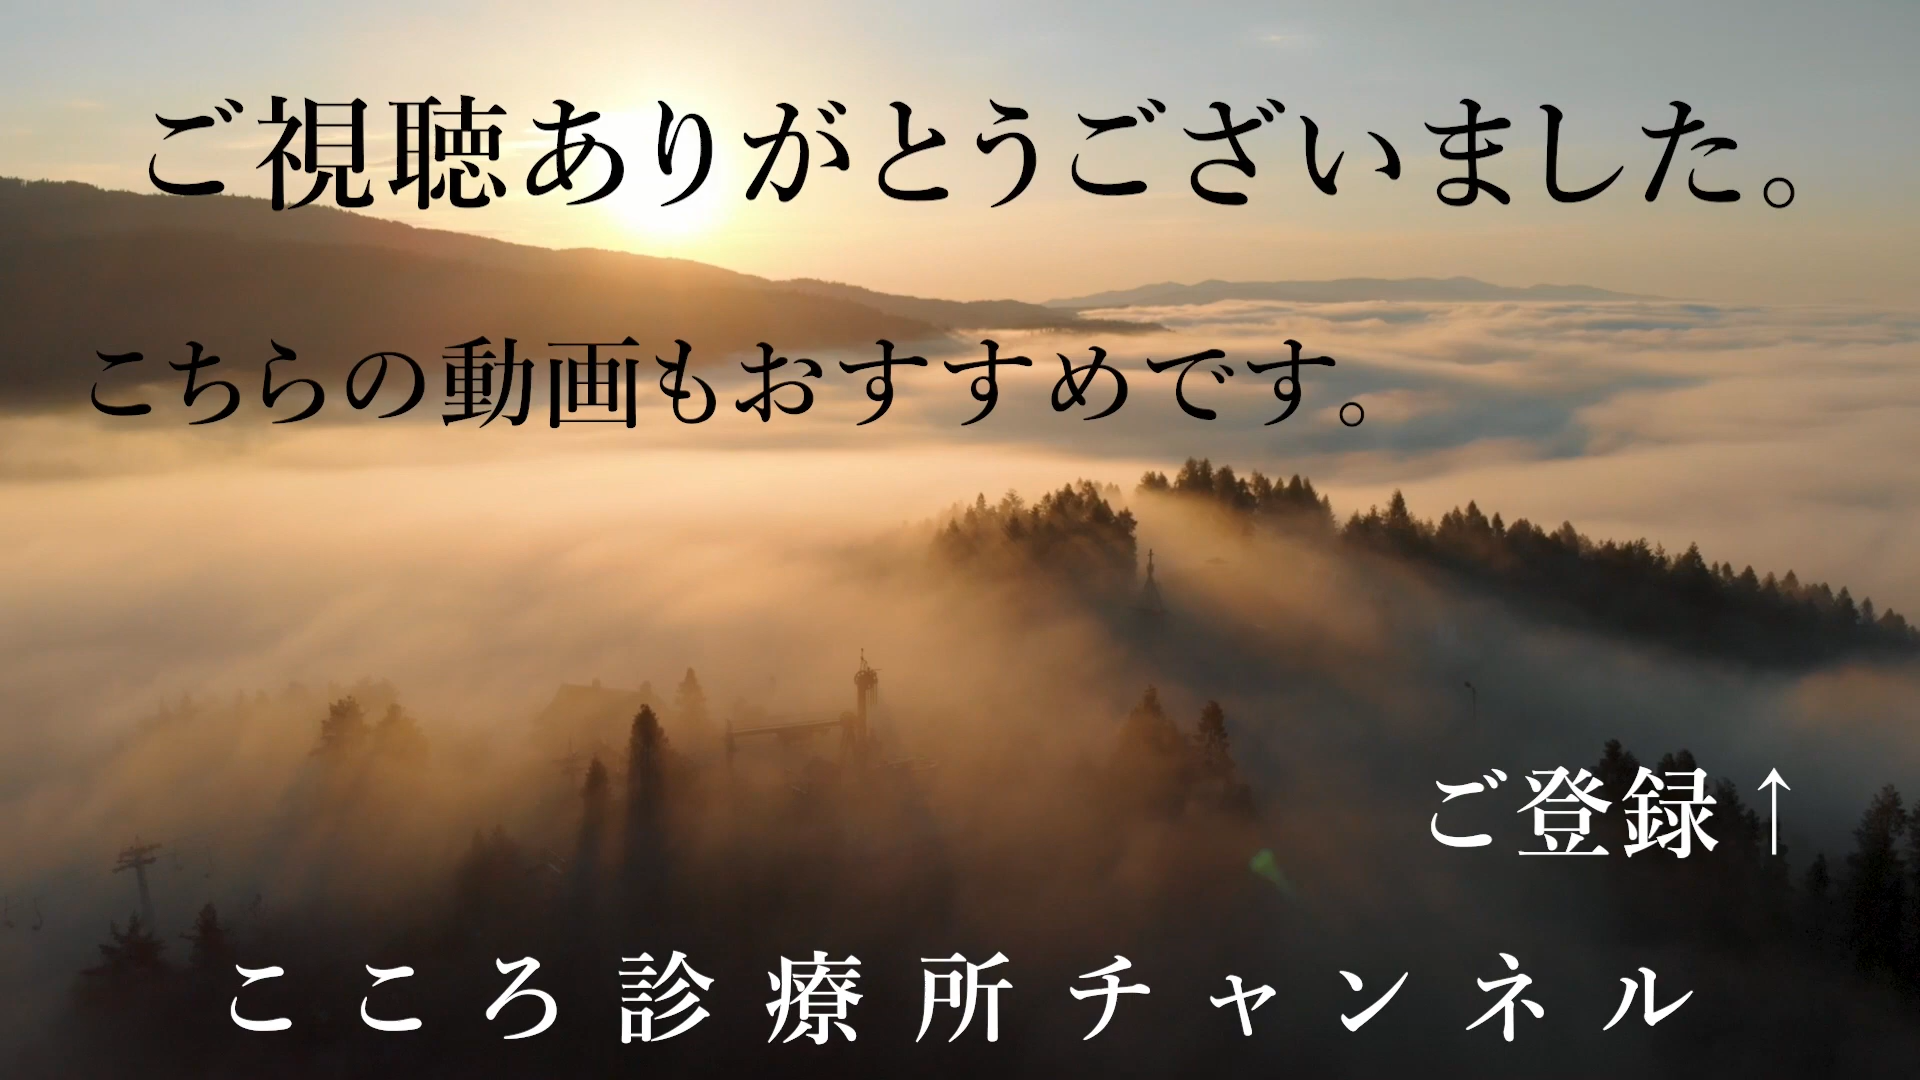 ご視聴ありがとうございました。
こちらの動画もおすすめです。
ご登録↑
こころ診療所チャンネル